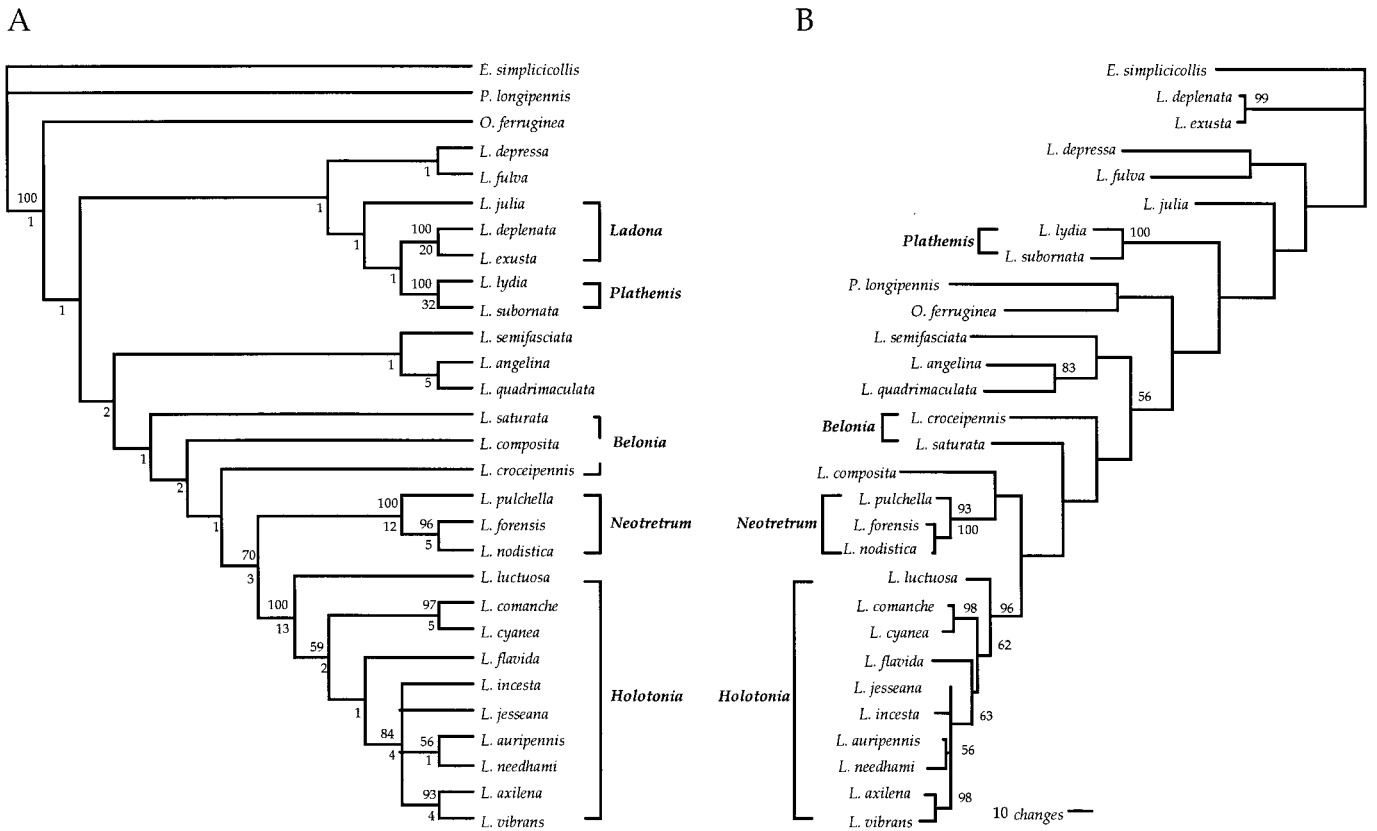 A
B
E. simplicicollis
P. longipennis
O. ferruginea
100
1
L. depressa
L. fulva
1
1
L. julia
L. deplenata
L. exusta
100
20
1
Ladona
1
L. lydia
L. subornata
100
32
Plathemis
1
L. semifasciata
L. angelina
L. quadrimaculata
1
5
2
L. saturata
L. composita
L. croceipennis
Belonia
1
2
1
L. pulchella
L. forensis
L. nodistica
100
12
96
5
Neotretrum
70
3
L. luctuosa
100
13
L. comanche
L. cyanea
97
5
59
2
L. flavida
1
L. incesta
L. jesseana
84
4
L. auripennis
L. needhami
56
1
L. axilena
L. vibrans
93
4
Holotonia
E. simplicicollis
L. deplenata
L. exusta
99
L. depressa
L. fulva
L. julia
Plathemis
L. lydia
L. subornata
100
P. longipennis
O. ferruginea
L. semifasciata
L. angelina
L. quadrimaculata
83
56
Belonia
L. croceipennis
L. saturata
L. composita
Neotretrum
L. pulchella
L. forensis
L. nodistica
93
100
L. luctuosa
96
L. comanche
L. cyanea
98
62
L. flavida
Holotonia
L. jesseana
L. incesta
63
L. auripennis
L. needhami
56
L. axilena
L. vibrans
98
10 changes